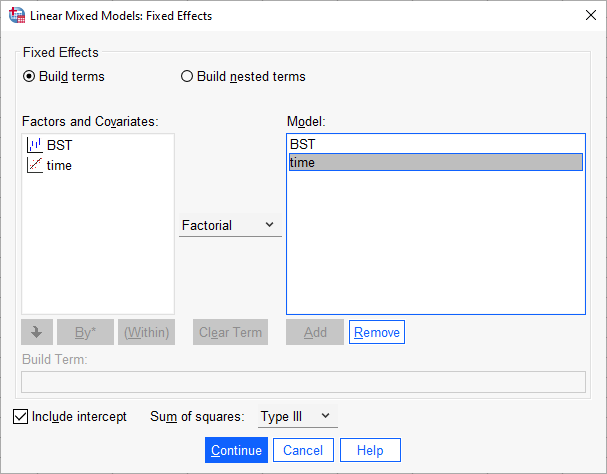 Linear Mixed Models: Fixed Effects
Fixed Effects
Build terms
Build nested terms
Factors and Covariates:
Model:
BST
time
BST
time
Factorial
By*
(Within)
Clear Term
Add
Remove
Build Term:
Include intercept
Sum of squares:
Type III
Continue
Cancel
Help